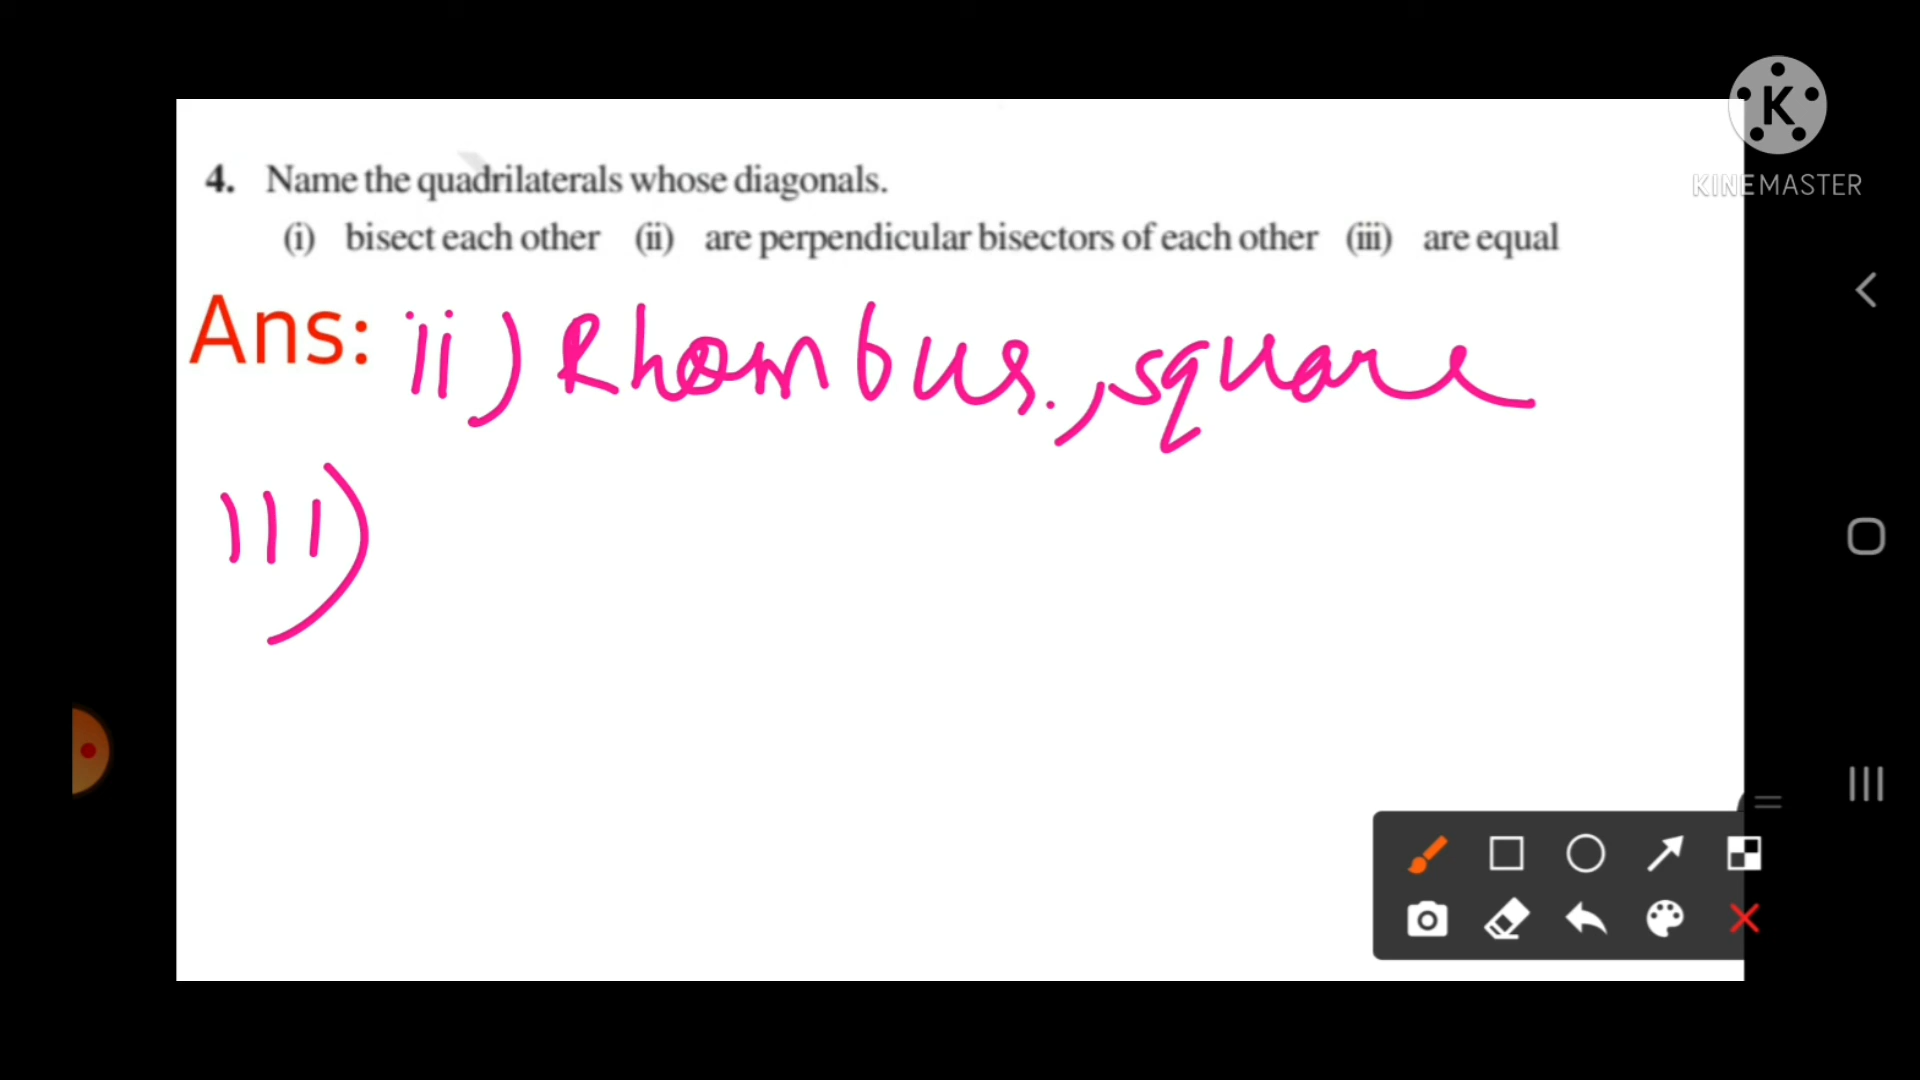 K
KINEMASTER
4. Name the quadrilaterals whose diagonals.
(i) bisect each other (ii) are perpendicular bisectors of each other (iii) are equal
Ans: ii) Rhombus., square
iii)